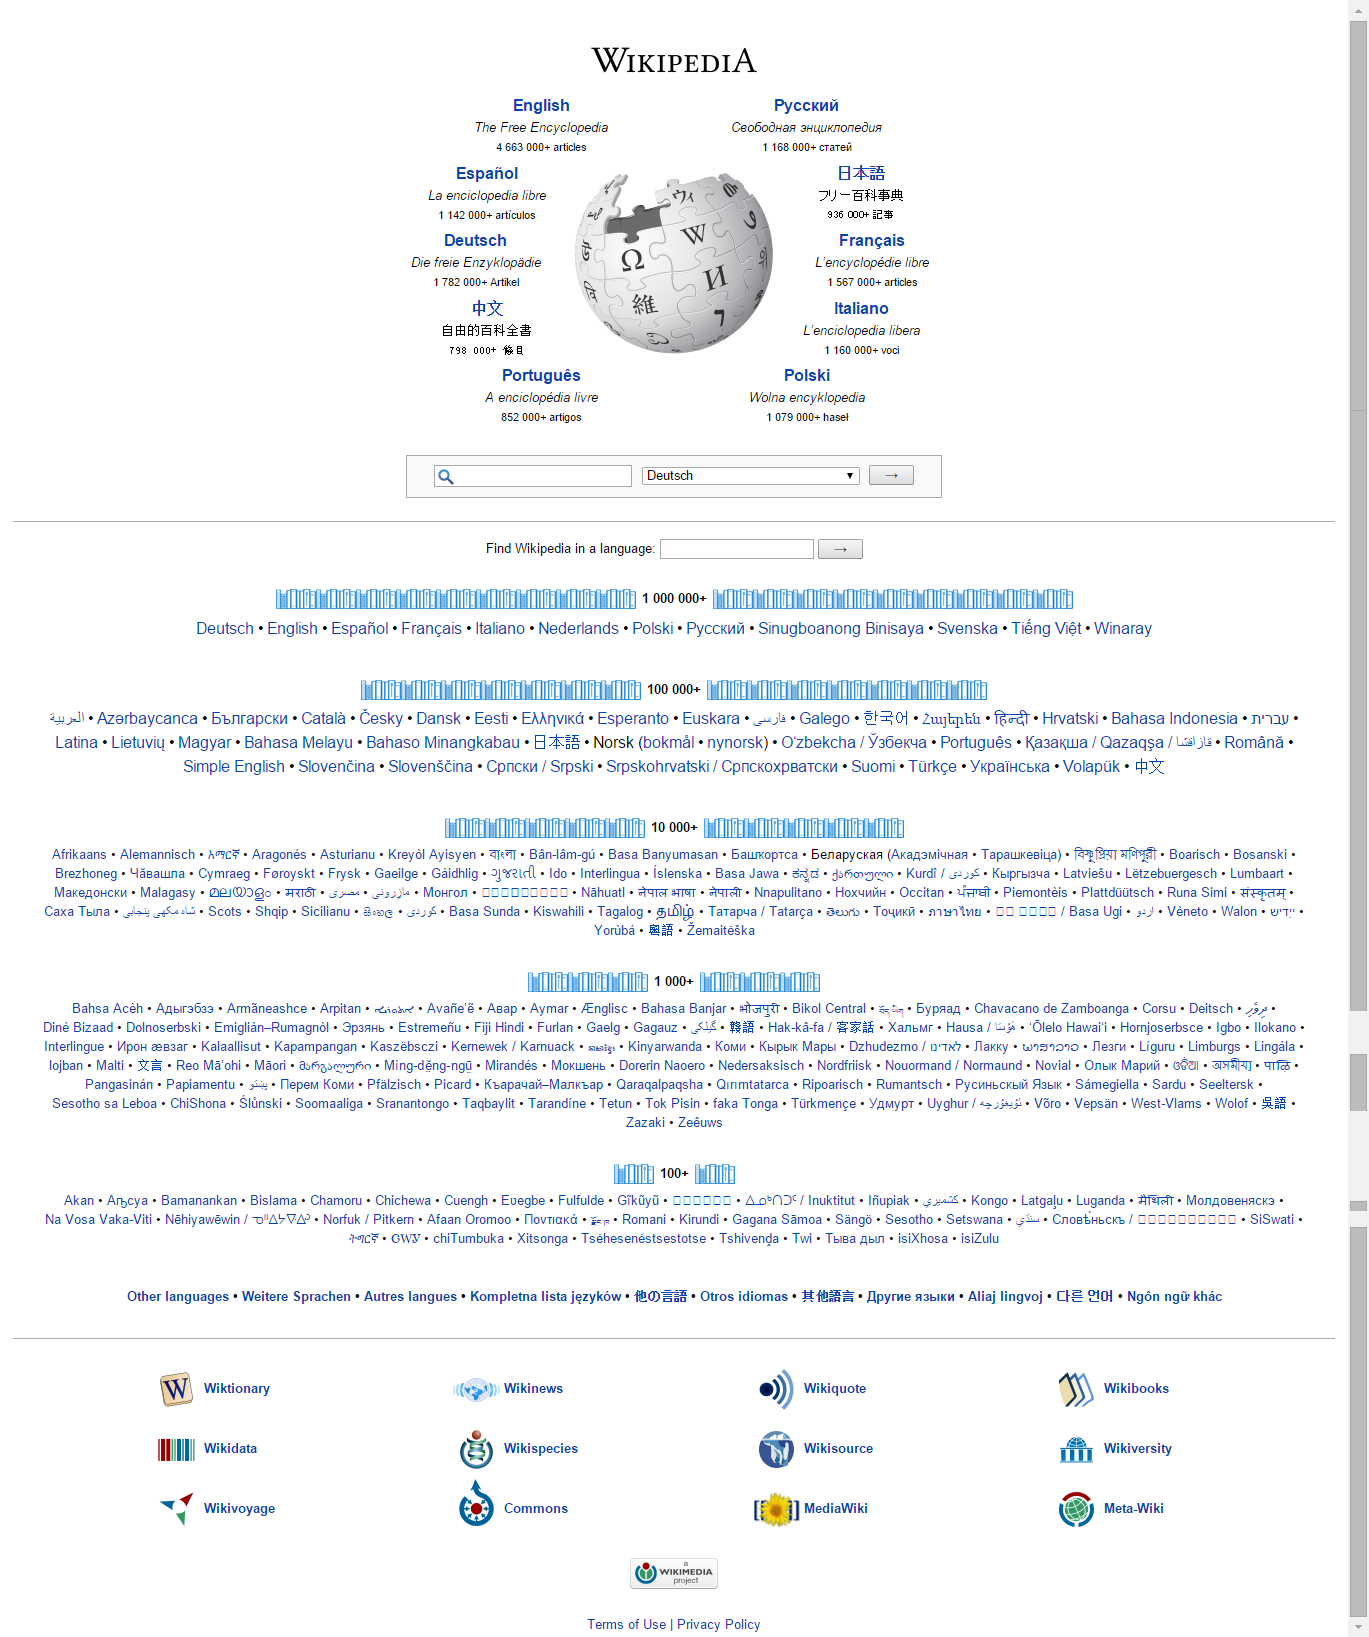 WIKIPEDIA
English
The Free Encyclopedia
4 663 000+ articles
Русский
Свободная энциклопедия
1 168 000+ статей
Español
La enciclopedia libre
1 142 000+ artículos
日本語
フリー百科事典
936 000+ 記事
Deutsch
Die freie Enzyklopädie
1 782 000+ Artikel
Français
L'encyclopédie libre
1 567 000+ articles
中文
自由的百科全書
798 000+ 條目
Italiano
L'enciclopedia libera
1 160 000+ voci
Português
A enciclopédia livre
852 000+ artigos
Polski
Wolna encyklopedia
1 079 000+ haseł
Deutsch
→
Find Wikipedia in a language: →
1 000 000+
Deutsch • English • Español • Français • Italiano • Nederlands • Polski • Русский • Sinugboanong Binisaya • Svenska • Tiếng Việt • Winaray
100 000+
العربية • Azərbaycanca • Български • Català • Česky • Dansk • Eesti • Ελληνικά • Esperanto • Euskara • فارسی • Galego • 한국어 • Հայերեն • हिन्दी • Hrvatski • Bahasa Indonesia • עברית •
Latina • Lietuvių • Magyar • Bahasa Melayu • Bahaso Minangkabau • 日本語 • Norsk (bokmål • nynorsk) • O‘zbekcha / Ўзбекча • Português • Қазақша / Qazaqşa / قازاقشا • Română •
Simple English • Slovenčina • Slovenščina • Српски / Srpski • Srpskohrvatski / Српскохрватски • Suomi • Türkçe • Українська • Volapük • 中文
10 000+
Afrikaans • Alemannisch • አማርኛ • Aragonés • Asturianu • Kreyòl Ayisyen • বাংলা • Bân-lâm-gú • Basa Banyumasan • Башҡортса • Беларуская (Акадэмічная • Тарашкевіца) • বিষ্ণুপ্রিয়া মণিপুরী • Boarisch • Bosanski •
Brezhoneg • Чӑвашла • Cymraeg • Føroyskt • Frysk • Gaeilge • Gàidhlig • ગુજરાતી • Ido • Interlingua • Íslenska • Basa Jawa • ಕನ್ನಡ • ქართული • Kurdî / كوردی • Кыргызча • Latviešu • Lëtzebuergesch • Lumbaart •
Македонски • Malagasy • മലയാളം • मराठी • مازِرونی • مصرى • Монгол • Nāhuatl • नेपाल भाषा • नेपाली • Nnapulitano • Нохчийн • Occitan • ਪੰਜਾਬੀ • Piemontèis • Plattdüütsch • Runa Simi • संस्कृतम् •
Саха Тыла • شاہ مکھی پنجابی • Scots • Shqip • Sicilianu • සිංහල • کوردی • Basa Sunda • Kiswahili • Tagalog • தமிழ் • Татарча / Tatarça • తెలుగు • Тоҷикӣ • ภาษาไทย • / Basa Ugi • اردو • Vèneto • Walon • ייִדיש •
Yorùbá • 粵語 • Žemaitėška
1 000+
Bahsa Acèh • Адыгэбзэ • Armãneashce • Arpitan • ܐܬܘܪܝܐ • Avañe’ẽ • Авар • Aymar • Ænglisc • Bahasa Banjar • भोजपुरी • Bikol Central • Буряад • Chavacano de Zamboanga • Corsu • Deitsch • ދިވެހި •
Diné Bizaad • Dolnoserbski • Emigliàn–Rumagnòl • Эрзянь • Estremeñu • Fiji Hindi • Furlan • Gaelg • Gagauz • گیلکی • 贛語 • Hak-kâ-fa / 客家話 • Хальмг • Hausa / هَوُسَا • ʻŌlelo Hawaiʻi • Hornjoserbsce • Igbo • Ilokano •
Interlingue • Ирон æвзаг • Kalaallisut • Kapampangan • Kaszëbsczi • Kernewek / Karnuack • ភាសាខ្មែរ • Kinyarwanda • Коми • Кырык Мары • Dzhudezmo / לאדינו • Лакку • ພາສາລາວ • Лезги • Líguru • Limburgs • Lingála •
lojban • Malti • 文言 • Reo Mā’ohi • Māori • მარგალური • Mìng-dĕ̤ng-ngṳ̄ • Mirandés • Мокшень • Dorerin Naoero • Nedersaksisch • Nordfriisk • Nouormand / Normaund • Novial • Олык Марий • ଓଡିଆ • অসমীযা় • पाऴि •
Pangasinán • Papiamentu • پښتو • Перем Коми • Pfälzisch • Picard • Къарачай–Малкъар • Qaraqalpaqsha • Qırımtatarca • Ripoarisch • Rumantsch • Русиньскый Язык • Sámegiella • Sardu • Seeltersk •
Sesotho sa Leboa • ChiShona • Ślůnski • Soomaaliga • Sranantongo • Taqbaylit • Tarandíne • Tetun • Tok Pisin • faka Tonga • Türkmençe • Удмурт • Uyghur / ئۇيغۇرچه • Võro • Vepsän • West-Vlams • Wolof • 吳語 •
Zazaki • Zeêuws
100+
Akan • Аҧсуа • Bamanankan • Bislama • Chamoru • Chichewa • Cuengh • Eʋegbe • Fulfulde • Gĩkũyũ • • ᐃᓄᒃᑎᑐᑦ / Inuktitut • Iñupiak • كشميري • Kongo • Latgaļu • Luganda • मैथिली • Молдовеняскэ •
Na Vosa Vaka-Viti • Nēhiyawēwin / ᓀᐦᐃᔭᐍᐏᐣ • Norfuk / Pitkern • Afaan Oromoo • Ποντιακά • Romani • Kirundi • Gagana Sāmoa • Sängö • Sesotho • Setswana • سنڌي • Словѣ́ньскъ / • SiSwati •
ትግርኛ • ᏣᎳᎩ • chiTumbuka • Xitsonga • Tsėhesenėstsestotse • Tshivenḓa • Twi • Тыва дыл • isiXhosa • isiZulu
Other languages • Weitere Sprachen • Autres langues • Kompletna lista języków • 他の言語 • Otros idiomas • 其他語言 • Другие языки • Aliaj lingvoj • 다른 언어 • Ngôn ngữ khác
Wiktionary
Wikinews
Wikiquote
Wikibooks
Wikidata
Wikispecies
Wikisource
Wikiversity
Wikivoyage
Commons
MediaWiki
Meta-Wiki
a
WIKIMEDIA
project
Terms of Use | Privacy Policy